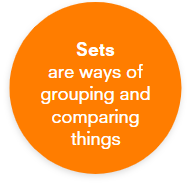 Sets
are ways of
grouping and
comparing
things